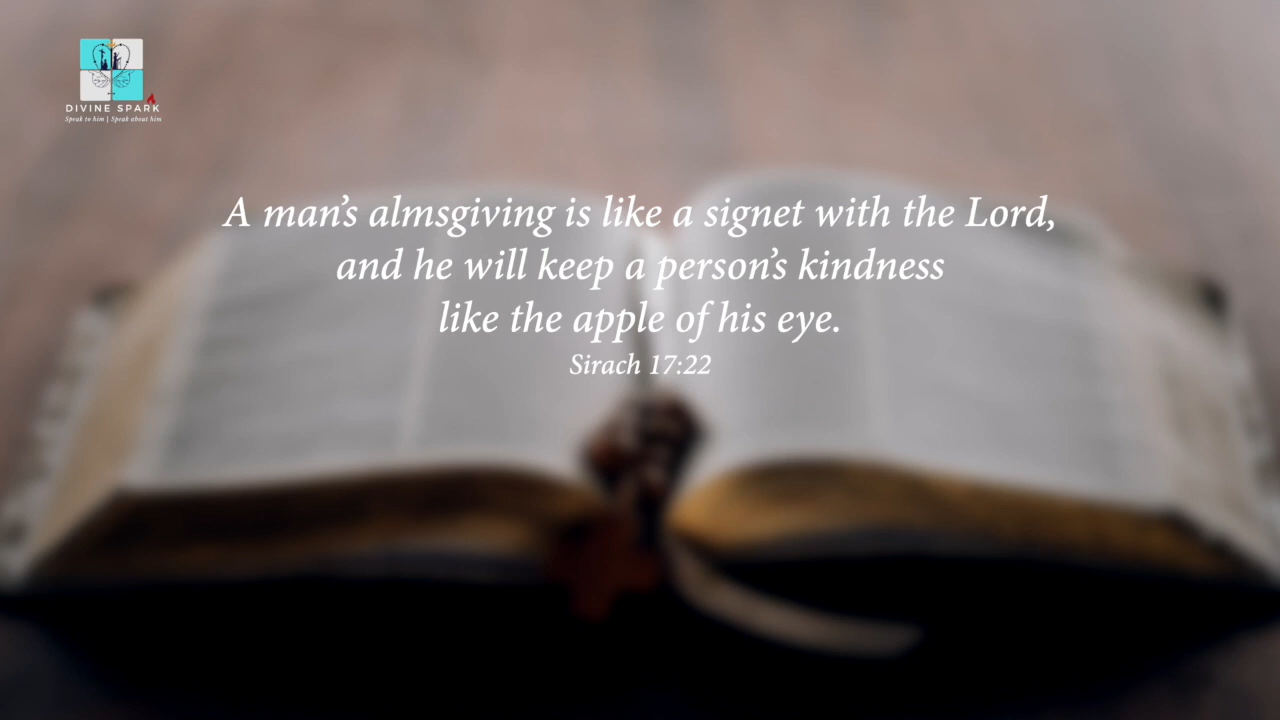 DIVINE SPARK
Speak to him | Speak about him
A man's almsgiving is like a signet with the Lord,
and he will keep a person's kindness
like the apple of his eye.
Sirach 17:22